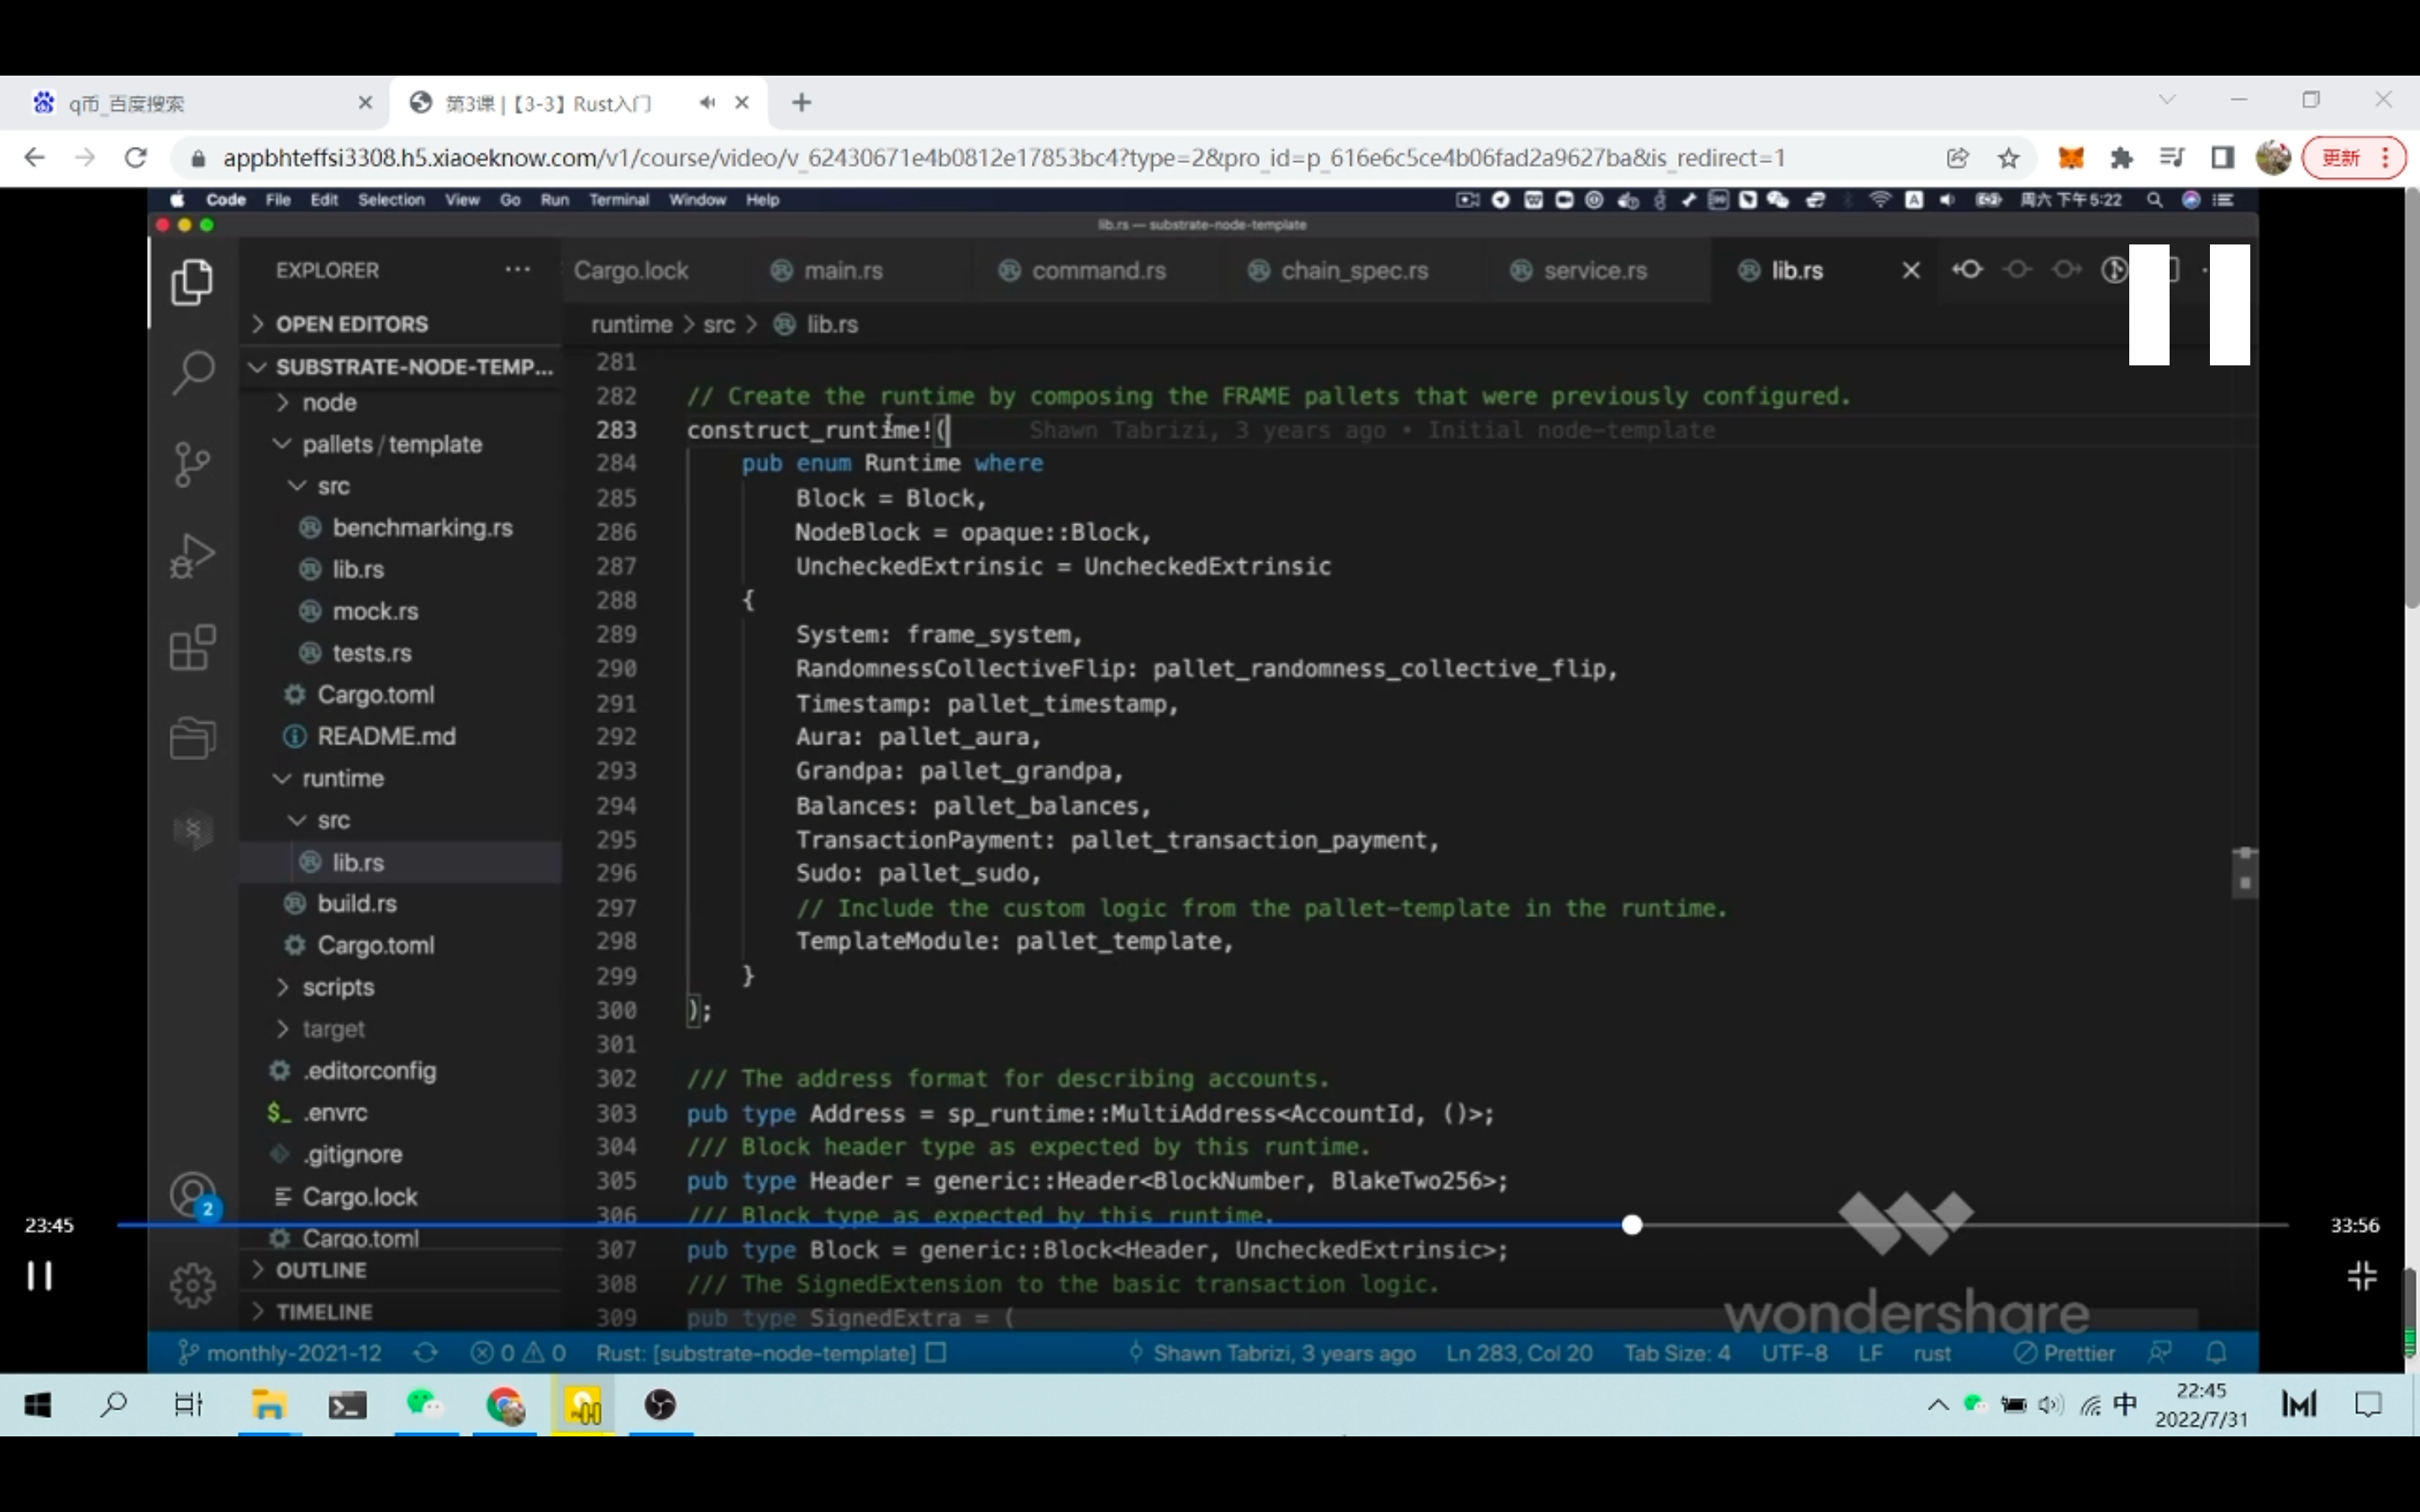 q币_百度搜索
第3课 | 【3-3】Rust入门
appbhteffsi3308.h5.xiaoeknow.com/v1/course/video/v_62430671e4b0812e17853bc4?type=2&pro_id=p_616e6c5ce4b06fad2a9627ba&is_redirect=1
更新
Code File Edit Selection View Go Run Terminal Window Help
周六下午5:22
lib.rs — substrate-node-template
EXPLORER
Cargo.lock
main.rs
command.rs
chain_spec.rs
service.rs
lib.rs
OPEN EDITORS
SUBSTRATE-NODE-TEMP...
node
pallets / template
src
benchmarking.rs
lib.rs
mock.rs
tests.rs
Cargo.toml
README.md
runtime
src
lib.rs
build.rs
Cargo.toml
scripts
target
.editorconfig
.envrc
.gitignore
Cargo.lock
Cargo.toml
OUTLINE
TIMELINE
2
runtime > src > lib.rs
281
282 // Create the runtime by composing the FRAME pallets that were previously configured.
283 construct_runtime!( Shawn Tabrizi, 3 years ago • Initial node-template
284 pub enum Runtime where
285 Block = Block,
286 NodeBlock = opaque::Block,
287 UncheckedExtrinsic = UncheckedExtrinsic
288 {
289 System: frame_system,
290 RandomnessCollectiveFlip: pallet_randomness_collective_flip,
291 Timestamp: pallet_timestamp,
292 Aura: pallet_aura,
293 Grandpa: pallet_grandpa,
294 Balances: pallet_balances,
295 TransactionPayment: pallet_transaction_payment,
296 Sudo: pallet_sudo,
297 // Include the custom logic from the pallet-template in the runtime.
298 TemplateModule: pallet_template,
299 }
300 );
301
302 /// The address format for describing accounts.
303 pub type Address = sp_runtime::MultiAddress<AccountId, ()>;
304 /// Block header type as expected by this runtime.
305 pub type Header = generic::Header<BlockNumber, BlakeTwo256>;
306 /// Block type as expected by this runtime.
307 pub type Block = generic::Block<Header, UncheckedExtrinsic>;
308 /// The SignedExtension to the basic transaction logic.
309 pub type SignedExtra = (
23:45
33:56
wondershare
monthly-2021-12 0 0 Rust: [substrate-node-template] Shawn Tabrizi, 3 years ago Ln 283, Col 20 Tab Size: 4 UTF-8 LF rust Prettier
中
22:45
2022/7/31